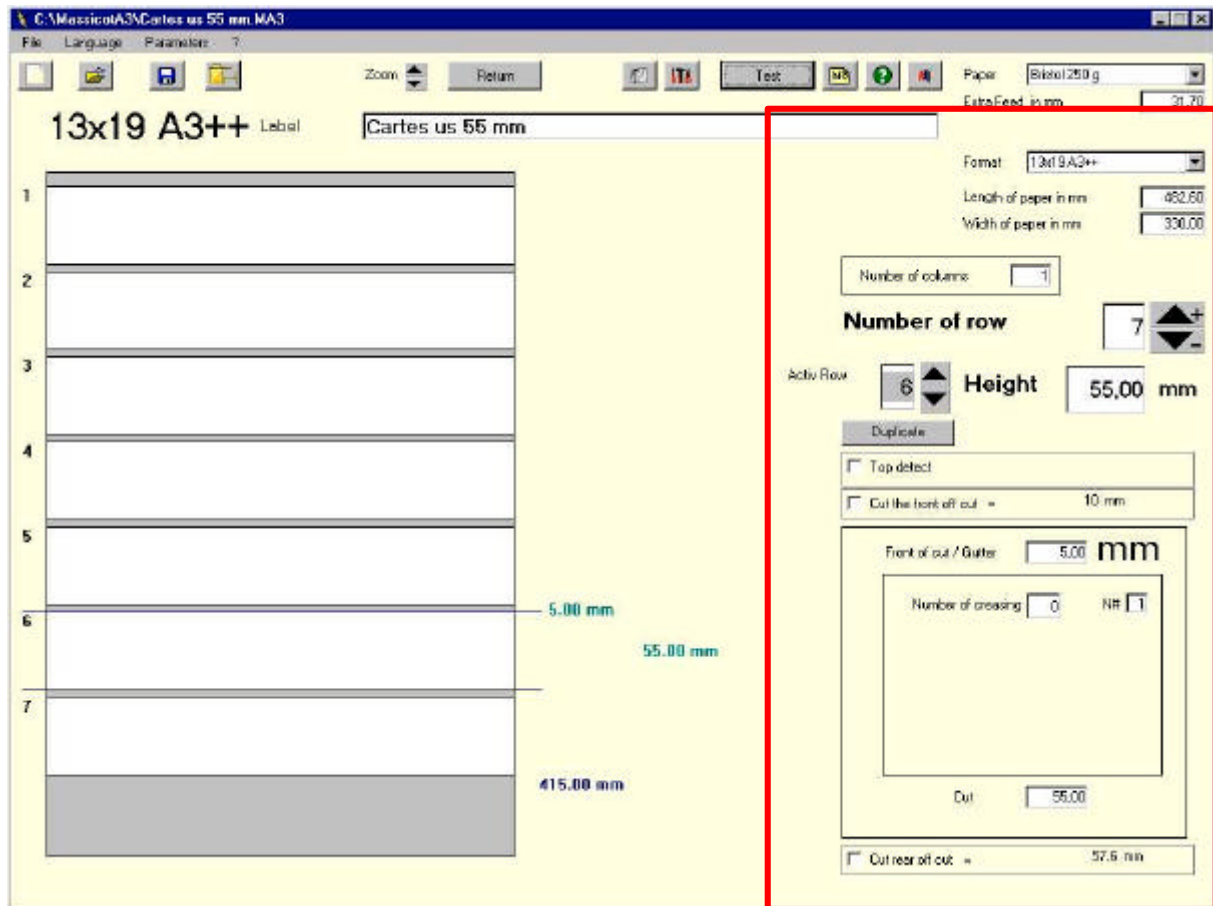 C:\MassicotA3\Cartes us 55 mm.MA3
File Language Parameters ?
Zoom Return Test Paper Bristol 250 g
Extra Feed in mm 31.70
13x19 A3++ Label Cartes us 55 mm
Format 13x19 A3++
Length of paper in mm 482.60
Width of paper in mm 330.00
Number of columns 1
Number of row 7 + -
Activ Row 6 Height 55,00 mm
Duplicate
Top detect
Cut the front off cut = 10 mm
Front of cut / Gutter 5.00 mm
Number of creasing 0 N# 1
Cut 55.00
Cut rear off cut = 57.6 mm
1
2
3
4
5
6
7
5.00 mm
55.00 mm
415.00 mm